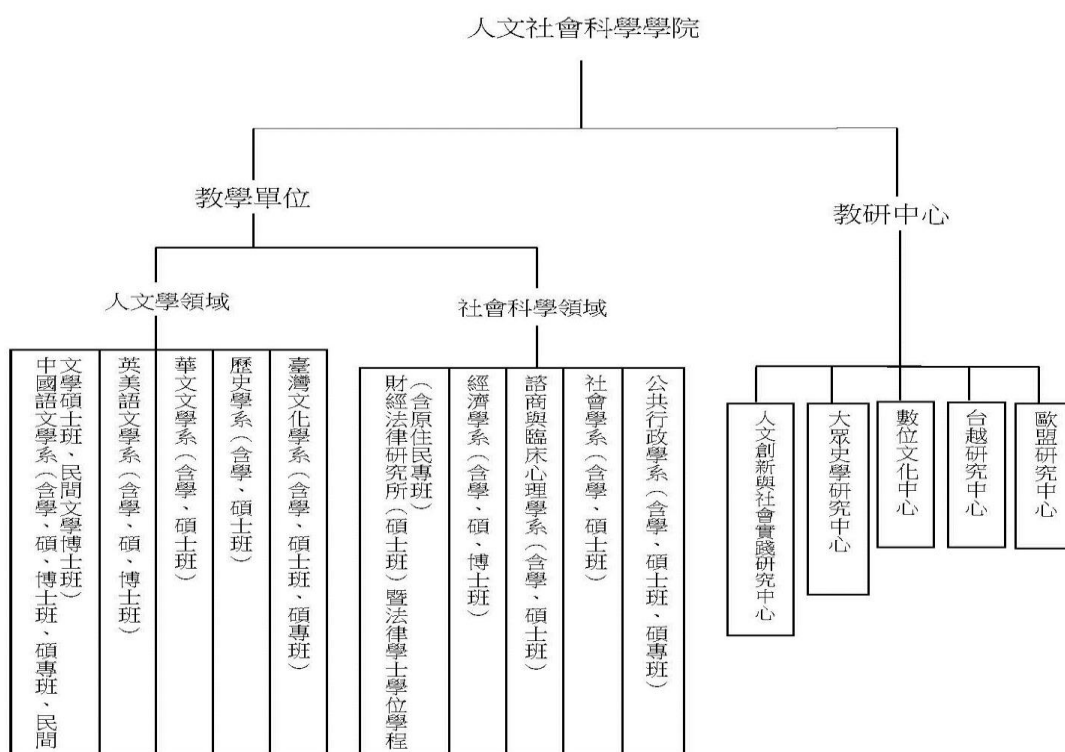 人文社會科學學院
教學單位
教研中心
人文學領域
社會科學領域
中國語文學系(含學、碩、博士班、碩專班、民間
文學碩士班、民間文學博士班)
英美語文學系(含學、碩、博士班)
華文文學系(含學、碩士班)
歷史學系(含學、碩士班)
臺灣文化學系(含學、碩士班、碩專班)
財經法律研究所(碩士班)暨法律學士學位學程
(含原住民專班)
經濟學系(含學、碩、博士班)
諮商與臨床心理學系(含學、碩士班)
社會學系(含學、碩士班)
公共行政學系(含學、碩士班、碩專班)
人文創新與社會實踐研究中心
大眾史學研究中心
數位文化中心
台越研究中心
歐盟研究中心